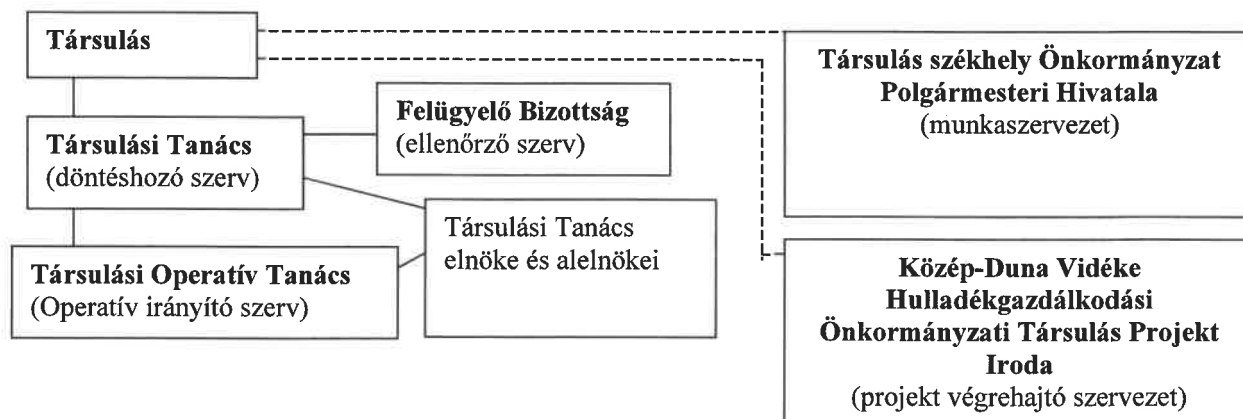 Társulás
Társulási Tanács
(döntéshozó szerv)
Felügyelő Bizottság
(ellenőrző szerv)
Társulási Tanács
elnöke és alelnökei
Társulási Operatív Tanács
(Operatív irányító szerv)
Társulás székhely Önkormányzat
Polgármesteri Hivatala
(munkaszervezet)
Közép-Duna Vidéke
Hulladékgazdálkodási
Önkormányzati Társulás Projekt
Iroda
(projekt végrehajtó szervezet)